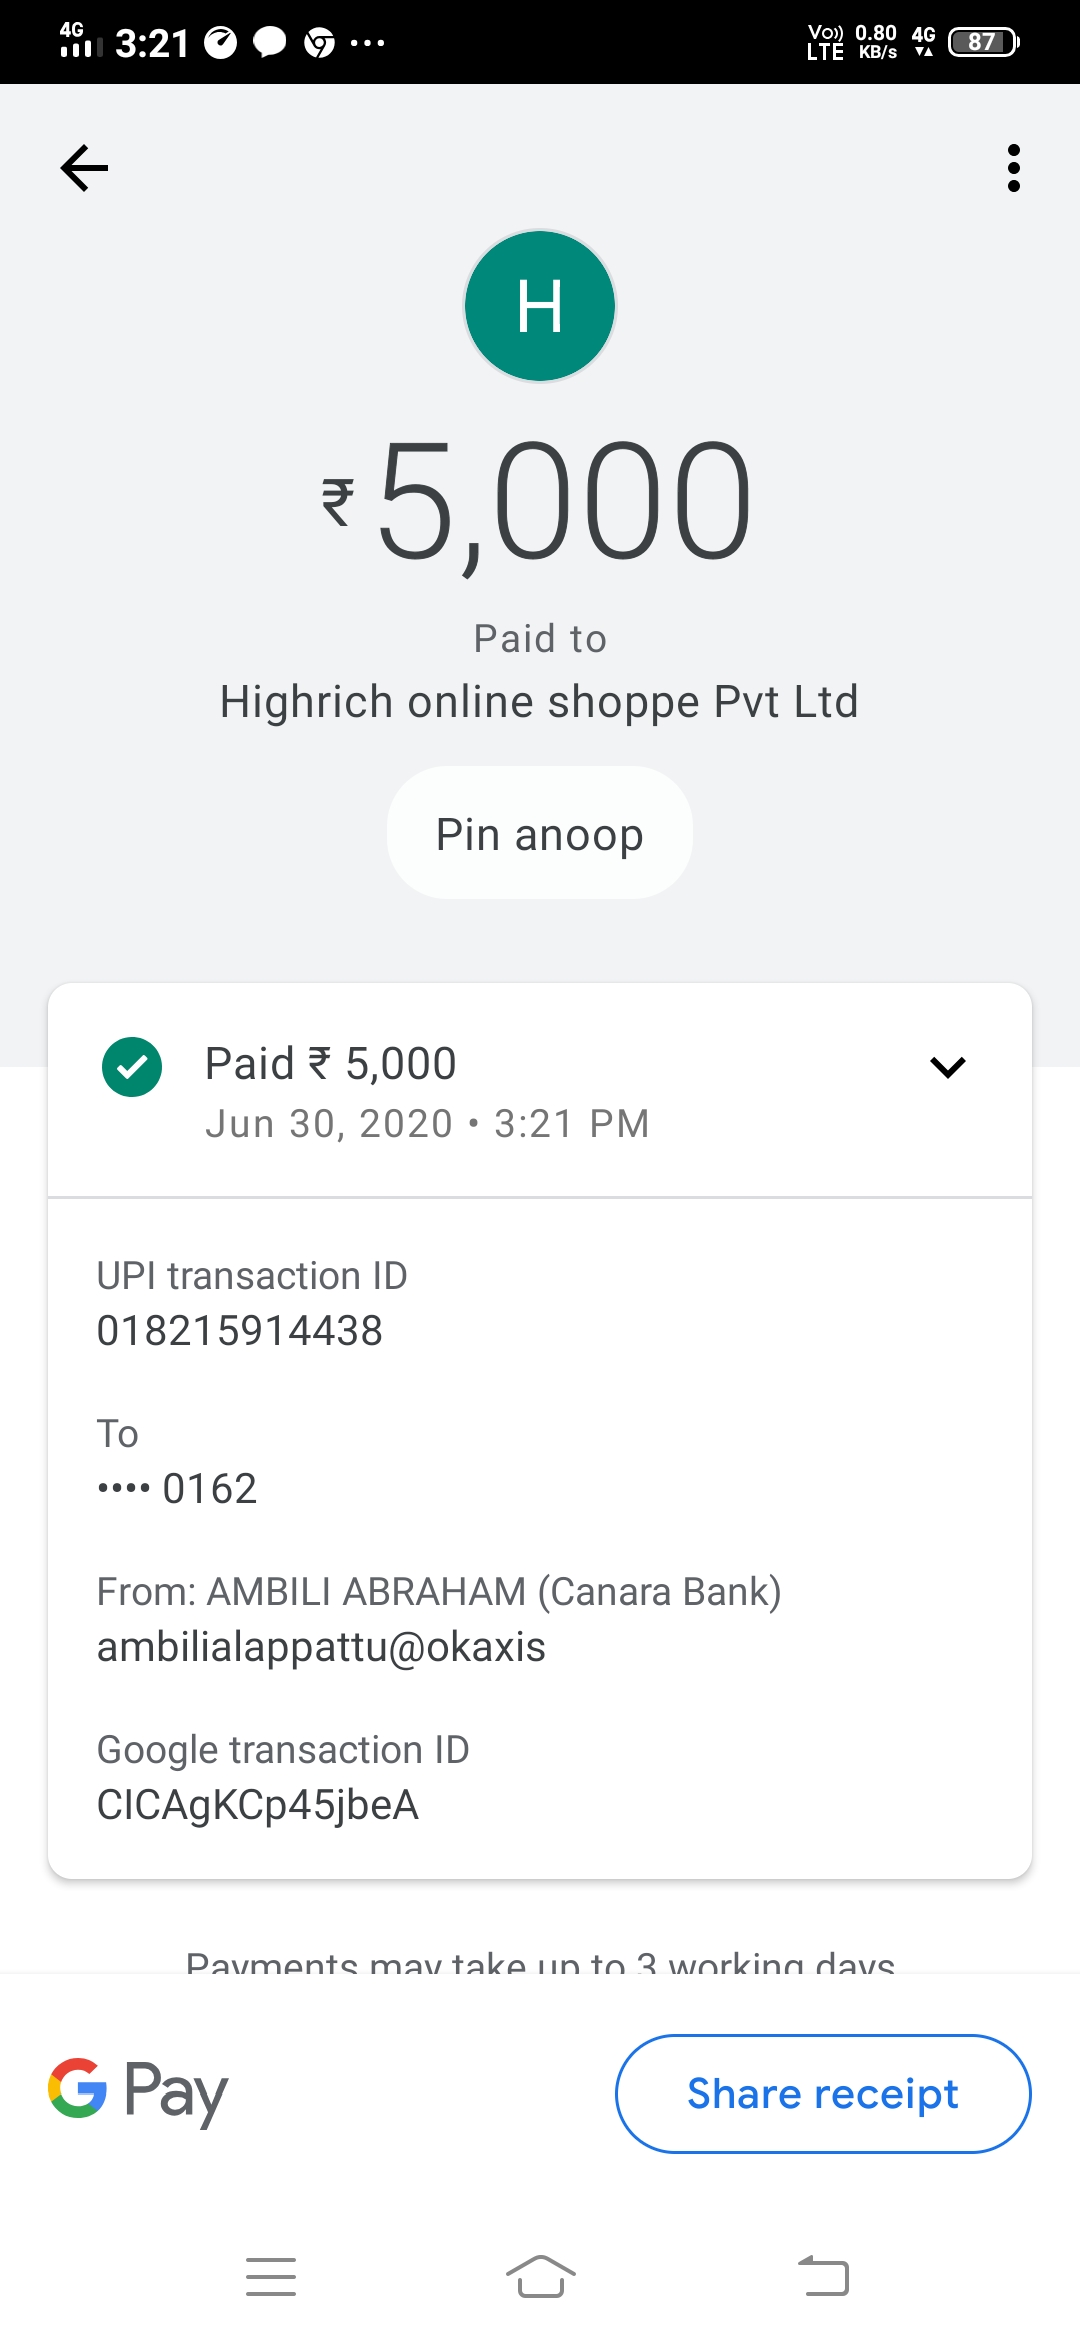 4G 3:21 Vo)) LTE 0.80 KB/s 4G 87
H
₹5,000
Paid to
Highrich online shoppe Pvt Ltd
Pin anoop
Paid ₹ 5,000
Jun 30, 2020 • 3:21 PM
UPI transaction ID
018215914438
To
•••• 0162
From: AMBILI ABRAHAM (Canara Bank)
ambilialappattu@okaxis
Google transaction ID
CICAgKCp45jbeA
Payments may take up to 3 working days
G Pay
Share receipt